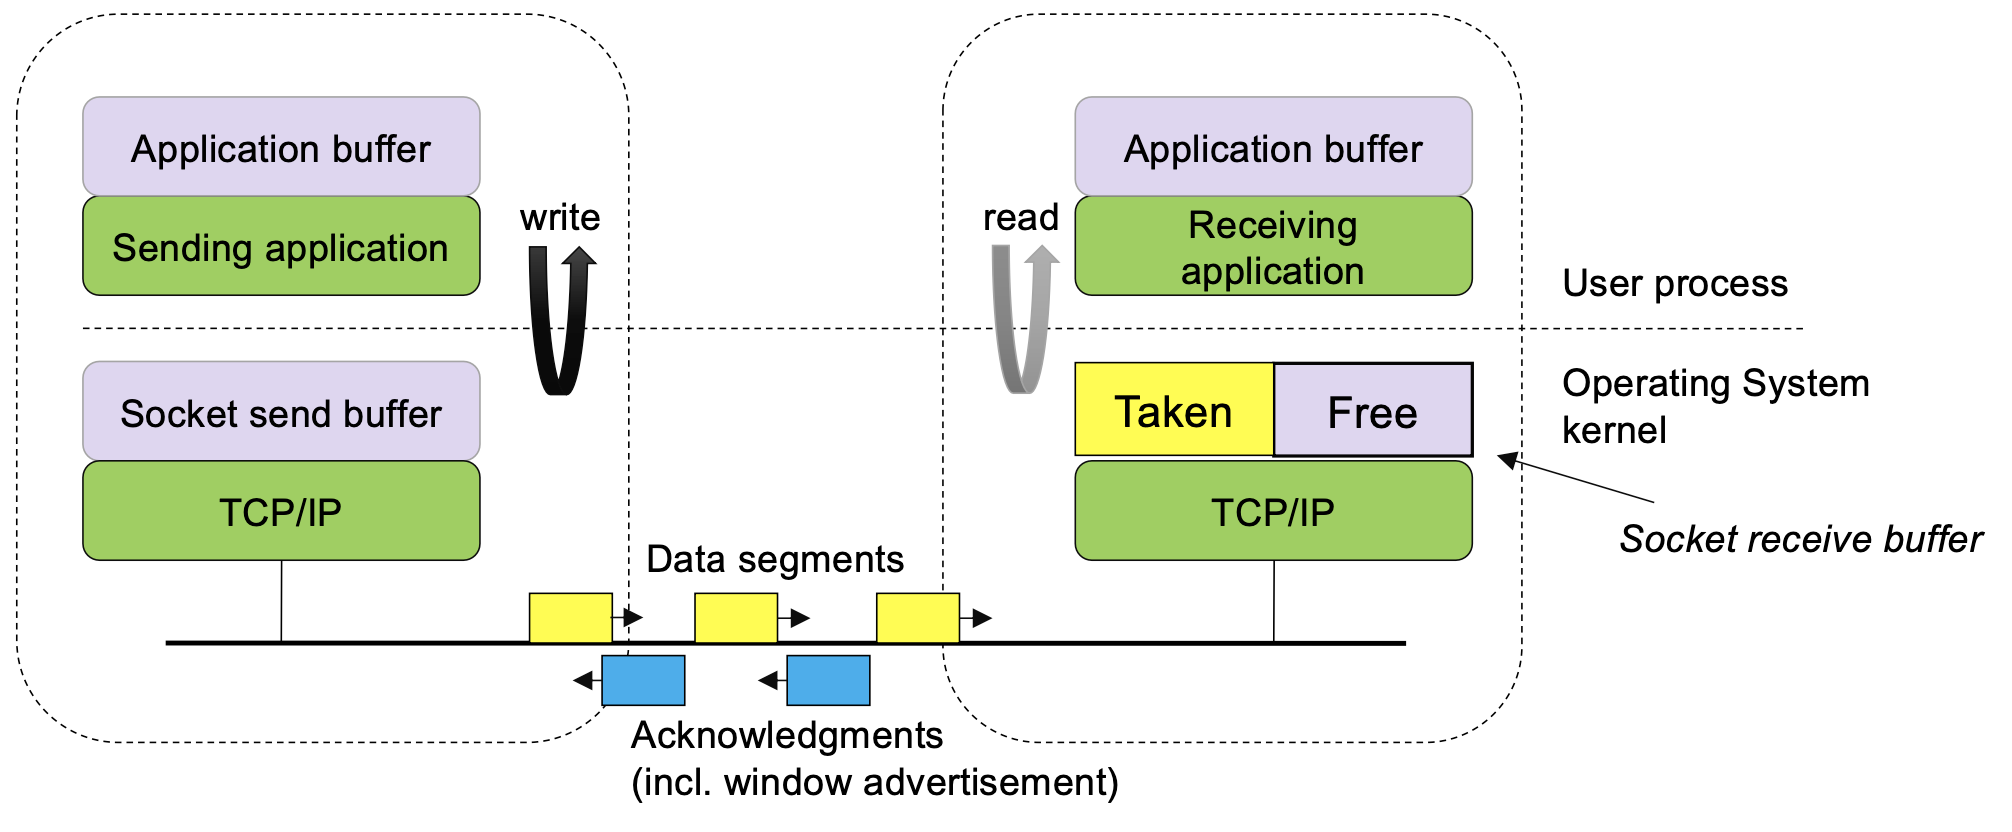 Application buffer
Sending application
write
Socket send buffer
TCP/IP
read
Application buffer
Receiving
application
User process
Taken
Free
Operating System
kernel
TCP/IP
Socket receive buffer
Data segments
Acknowledgments
(incl. window advertisement)